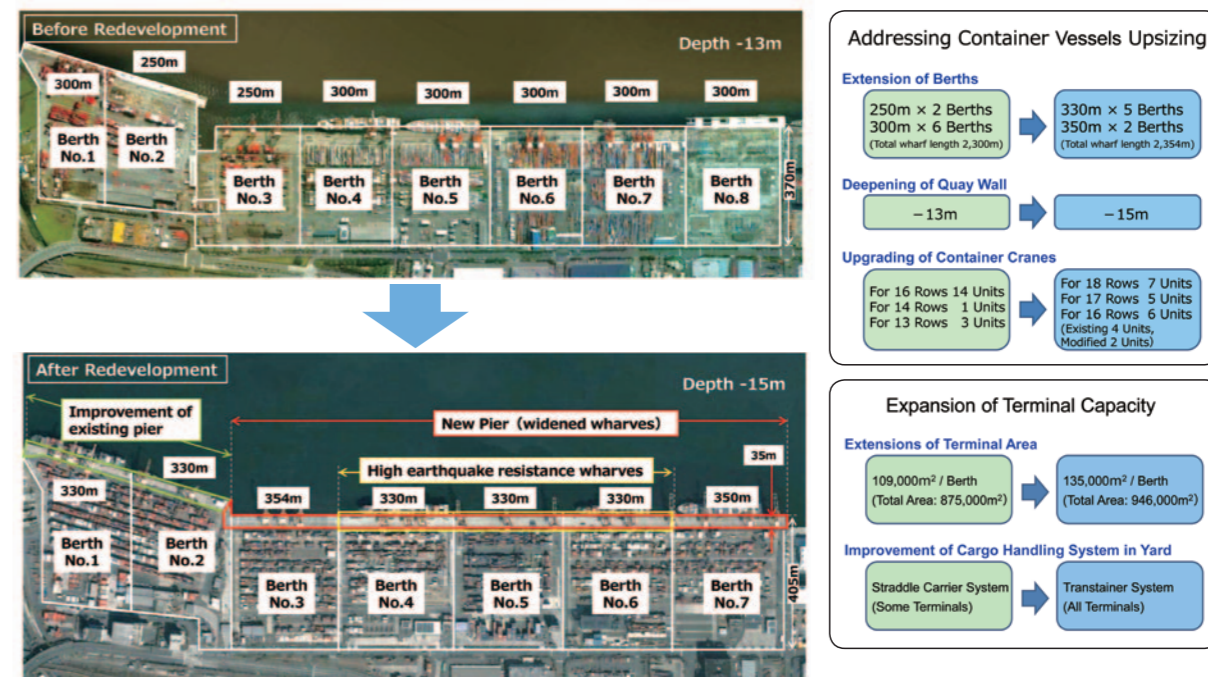 Before Redevelopment
Depth -13m
250m
300m
250m
300m
300m
300m
300m
300m
Berth
No.1
Berth
No.2
Berth
No.3
Berth
No.4
Berth
No.5
Berth
No.6
Berth
No.7
Berth
No.8
370m
After Redevelopment
Depth -15m
Improvement of
existing pier
New Pier (widened wharves)
35m
High earthquake resistance wharves
330m
330m
354m
330m
330m
330m
350m
Berth
No.1
Berth
No.2
Berth
No.3
Berth
No.4
Berth
No.5
Berth
No.6
Berth
No.7
405m
Addressing Container Vessels Upsizing
Extension of Berths
250m × 2 Berths
300m × 6 Berths
(Total wharf length 2,300m)
330m × 5 Berths
350m × 2 Berths
(Total wharf length 2,354m)
Deepening of Quay Wall
−13m
−15m
Upgrading of Container Cranes
For 16 Rows 14 Units
For 14 Rows 1 Units
For 13 Rows 3 Units
For 18 Rows 7 Units
For 17 Rows 5 Units
For 16 Rows 6 Units
(Existing 4 Units,
Modified 2 Units)
Expansion of Terminal Capacity
Extensions of Terminal Area
109,000m² / Berth
(Total Area: 875,000m²)
135,000m² / Berth
(Total Area: 946,000m²)
Improvement of Cargo Handling System in Yard
Straddle Carrier System
(Some Terminals)
Transtainer System
(All Terminals)